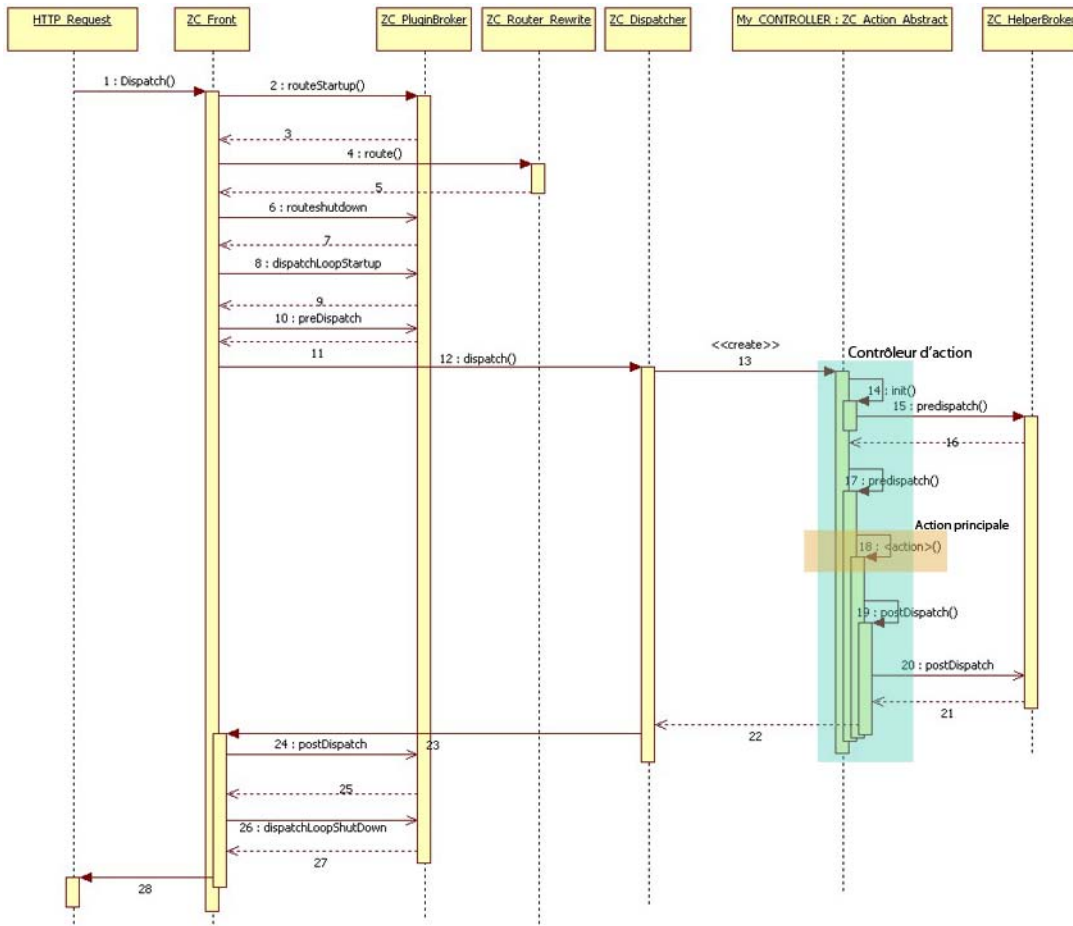 HTTP_Request
ZC_Front
ZC_PluginBroker
ZC_Router_Rewrite
ZC_Dispatcher
My_CONTROLLER : ZC_Action_Abstract
ZC_HelperBroker
1 : Dispatch()
2 : routeStartup()
3
4 : route()
5
6 : routeshutdown
7
8 : dispatchLoopStartup
9
10 : preDispatch
11
12 : dispatch()
<<create>>
13
Contrôleur d'action
14 : init()
15 : predispatch()
16
17 : predispatch()
Action principale
18 : <action>()
19 : postDispatch()
20 : postDispatch
21
22
23
24 : postDispatch
25
26 : dispatchLoopShutDown
27
28